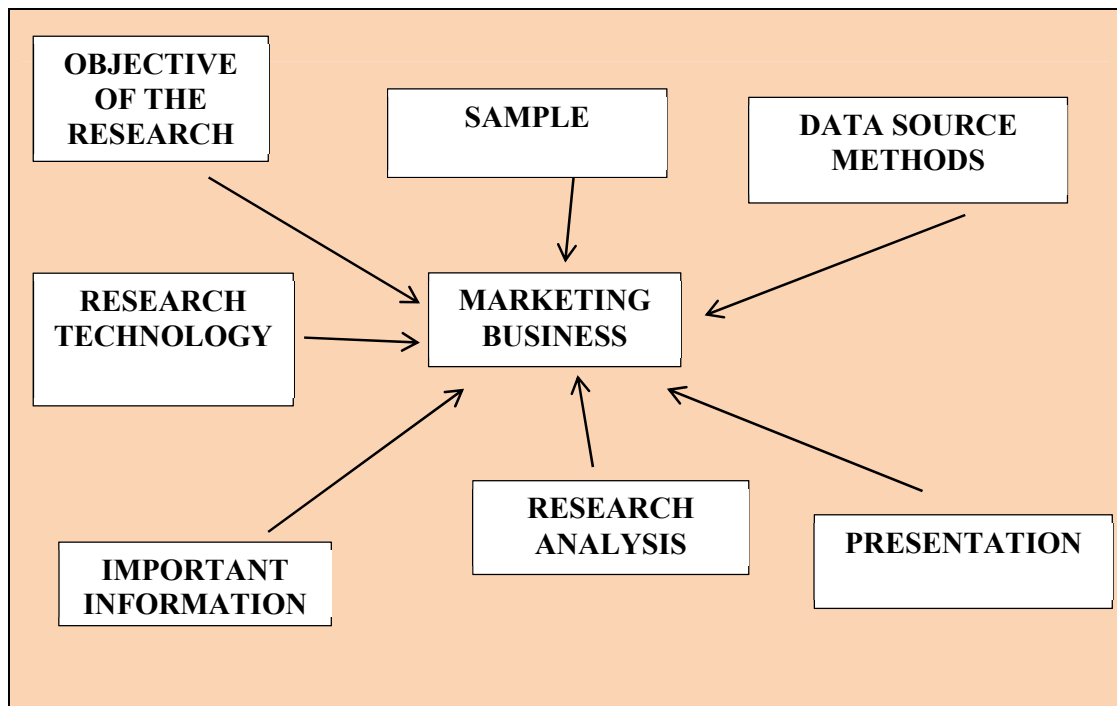 OBJECTIVE
OF THE
RESEARCH
SAMPLE
DATA SOURCE
METHODS
RESEARCH
TECHNOLOGY
MARKETING
BUSINESS
IMPORTANT
INFORMATION
RESEARCH
ANALYSIS
PRESENTATION